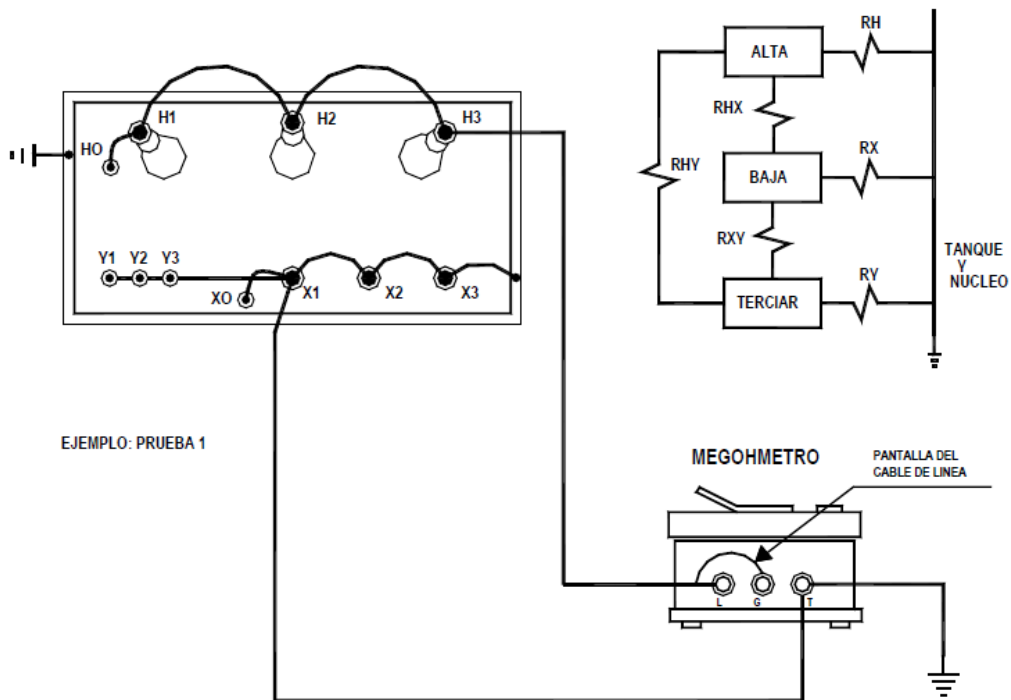 H1
H2
H3
HO
Y1
Y2
Y3
XO
X1
X2
X3
EJEMPLO: PRUEBA 1
ALTA
RH
RHX
RHY
BAJA
RX
RXY
TERCIAR
RY
TANQUE
Y
NUCLEO
MEGOHMETRO
PANTALLA DEL
CABLE DE LINEA
L
G
T